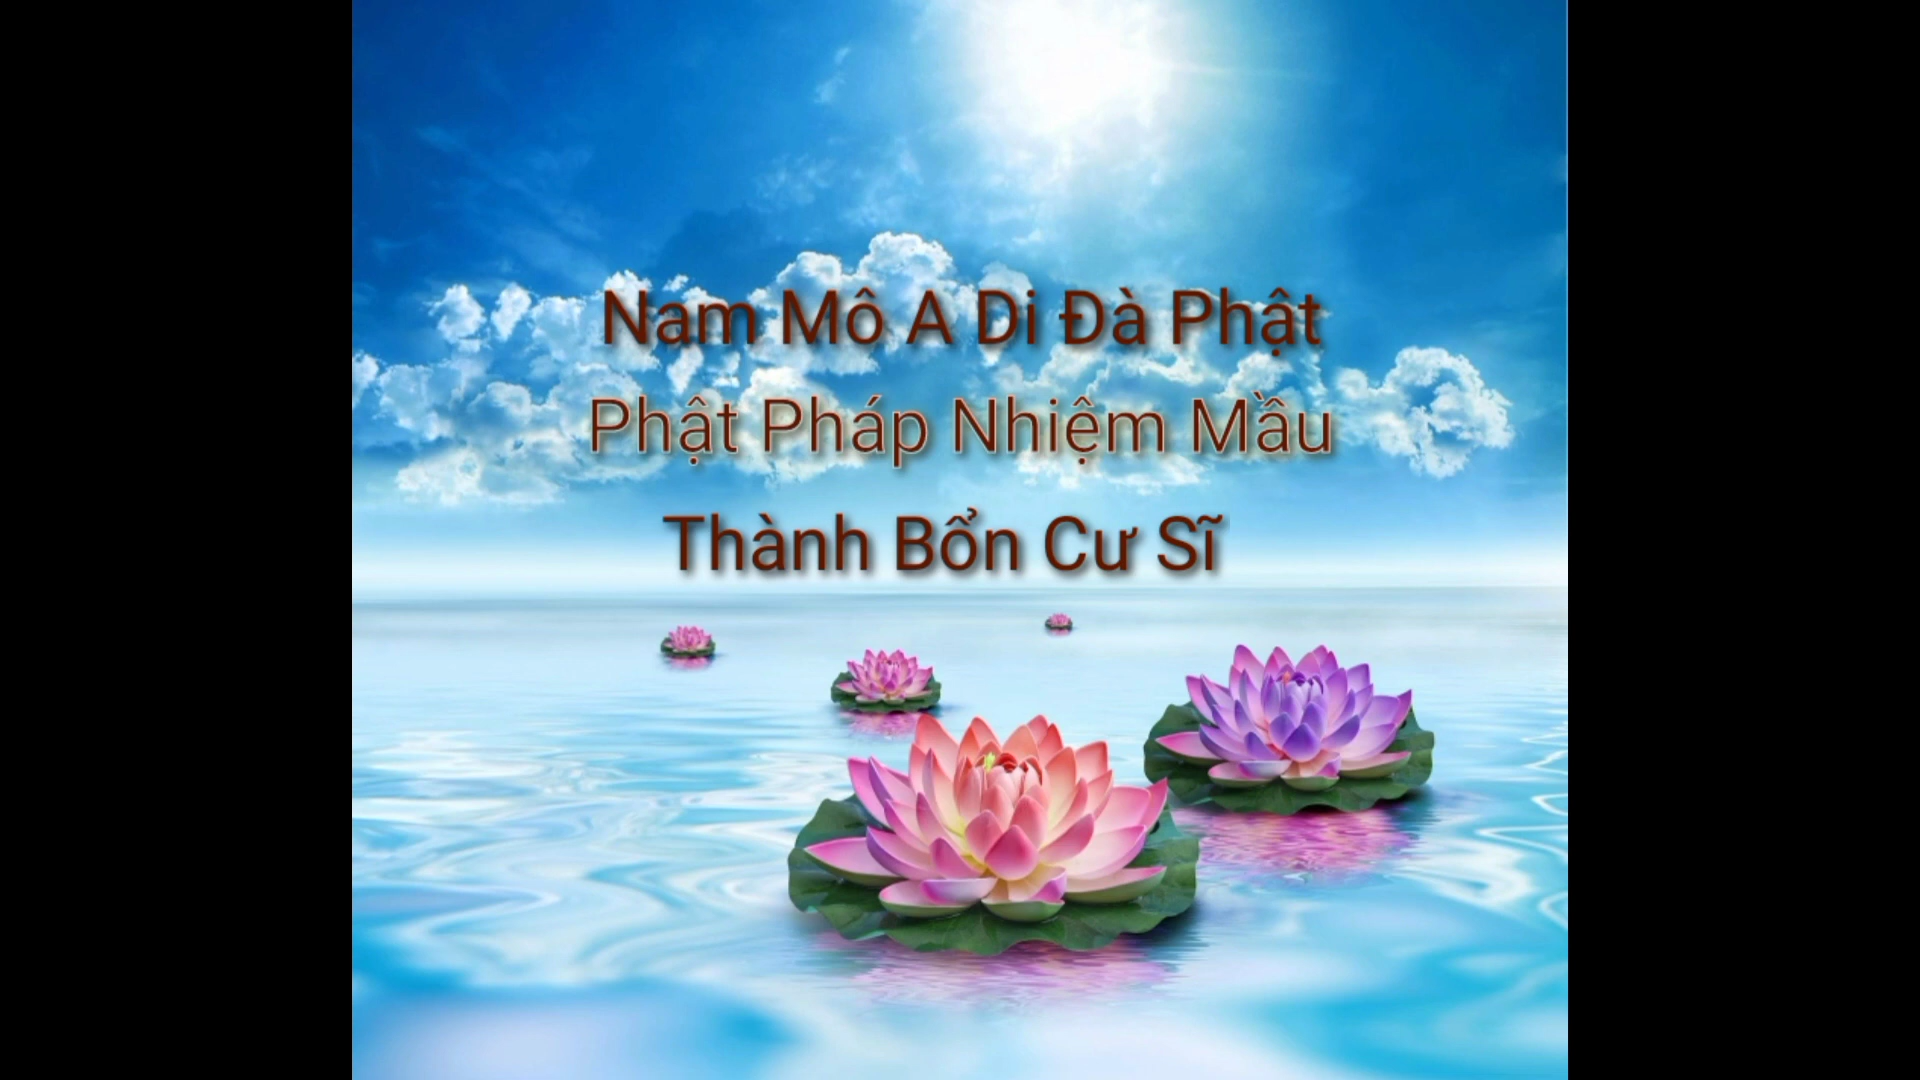 Nam Mô A Di Đà Phật
Phật Pháp Nhiệm Mầu
Thành Bổn Cư Sĩ